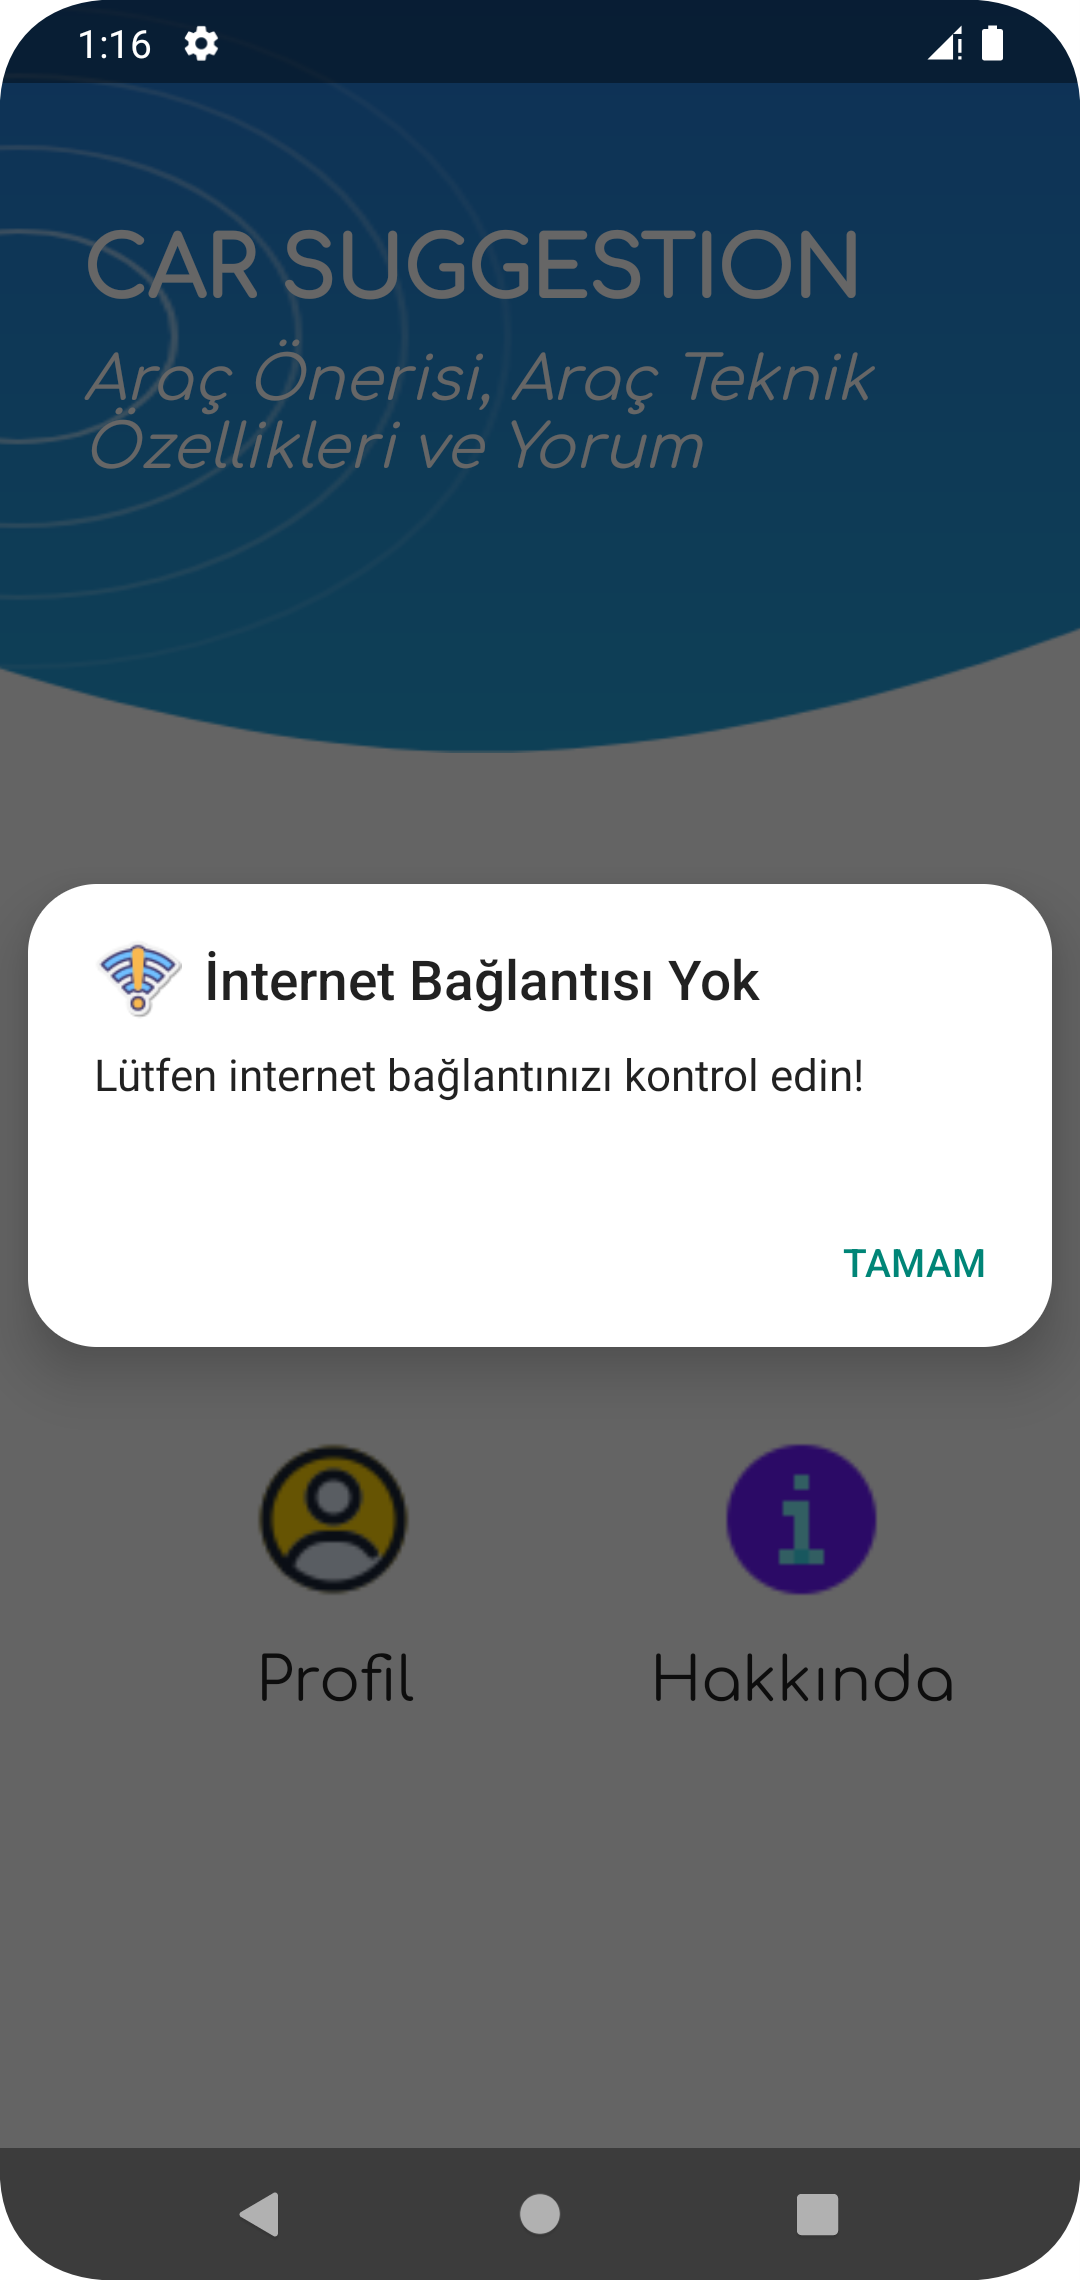 1:16
CAR SUGGESTION
Araç Önerisi, Araç Teknik
Özellikleri ve Yorum
İnternet Bağlantısı Yok
Lütfen internet bağlantınızı kontrol edin!
TAMAM
Profil
Hakkında